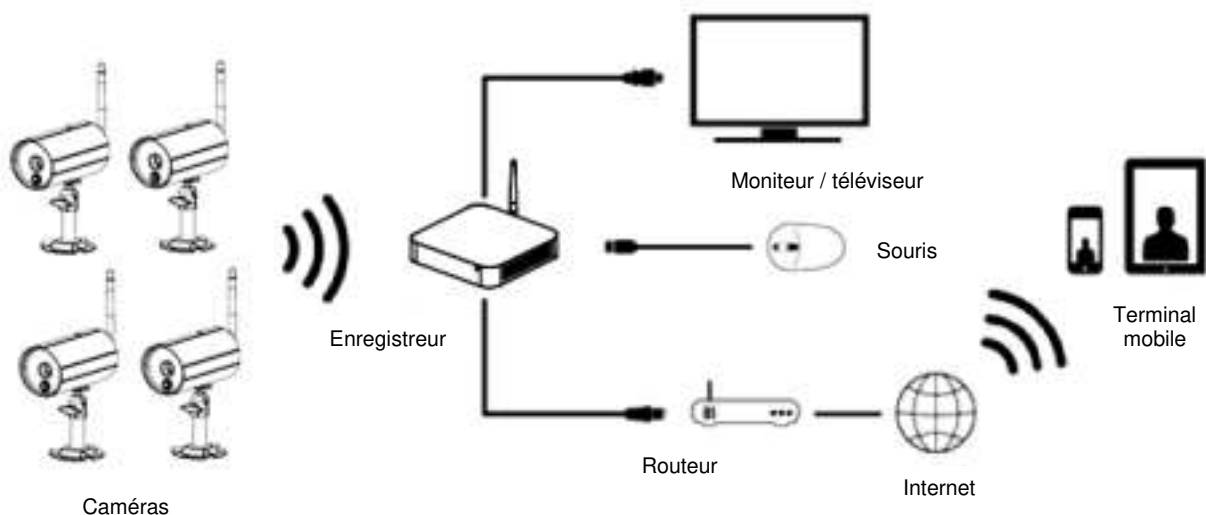 Moniteur / téléviseur
Souris
Enregistreur
Terminal
mobile
Routeur
Internet
Caméras